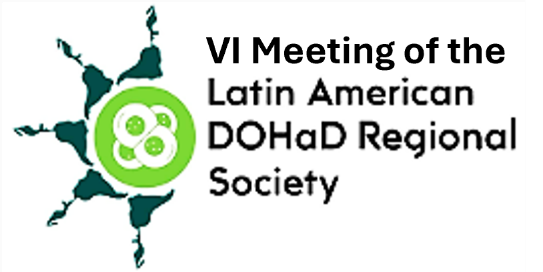 VI Meeting of the
Latin American
DOHaD Regional
Society